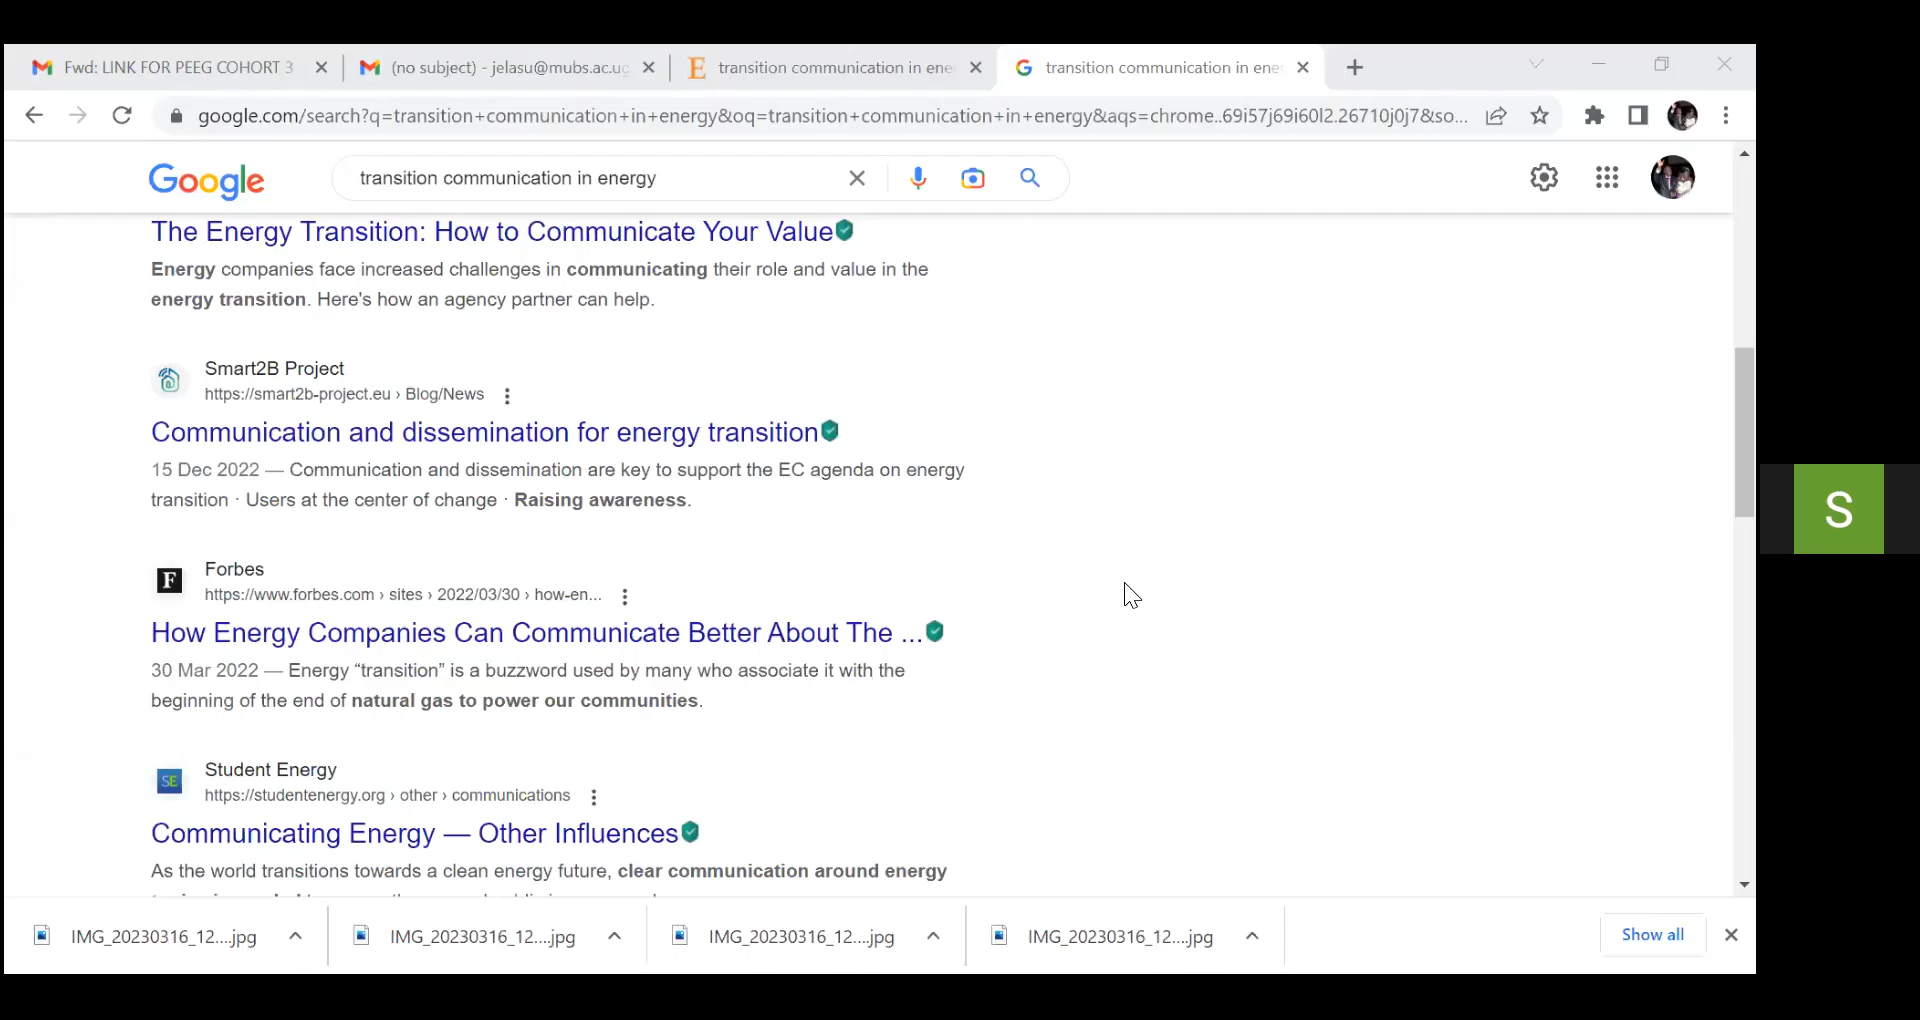 Fwd: LINK FOR PEEG COHORT 3
(no subject) - jelasu@mubs.ac.ug
E transition communication in ene
transition communication in ene
google.com/search?q=transition+communication+in+energy&oq=transition+communication+in+energy&aqs=chrome..69i57j69i60l2.26710j0j7&so...
Google
transition communication in energy
The Energy Transition: How to Communicate Your Value
Energy companies face increased challenges in communicating their role and value in the
energy transition. Here's how an agency partner can help.
Smart2B Project
https://smart2b-project.eu › Blog/News
Communication and dissemination for energy transition
15 Dec 2022 — Communication and dissemination are key to support the EC agenda on energy
transition · Users at the center of change · Raising awareness.
F
Forbes
https://www.forbes.com › sites › 2022/03/30 › how-en...
How Energy Companies Can Communicate Better About The ...
30 Mar 2022 — Energy “transition” is a buzzword used by many who associate it with the
beginning of the end of natural gas to power our communities.
SE
Student Energy
https://studentenergy.org › other › communications
Communicating Energy — Other Influences
As the world transitions towards a clean energy future, clear communication around energy
IMG_20230316_12....jpg
IMG_20230316_12....jpg
IMG_20230316_12....jpg
IMG_20230316_12....jpg
Show all
S